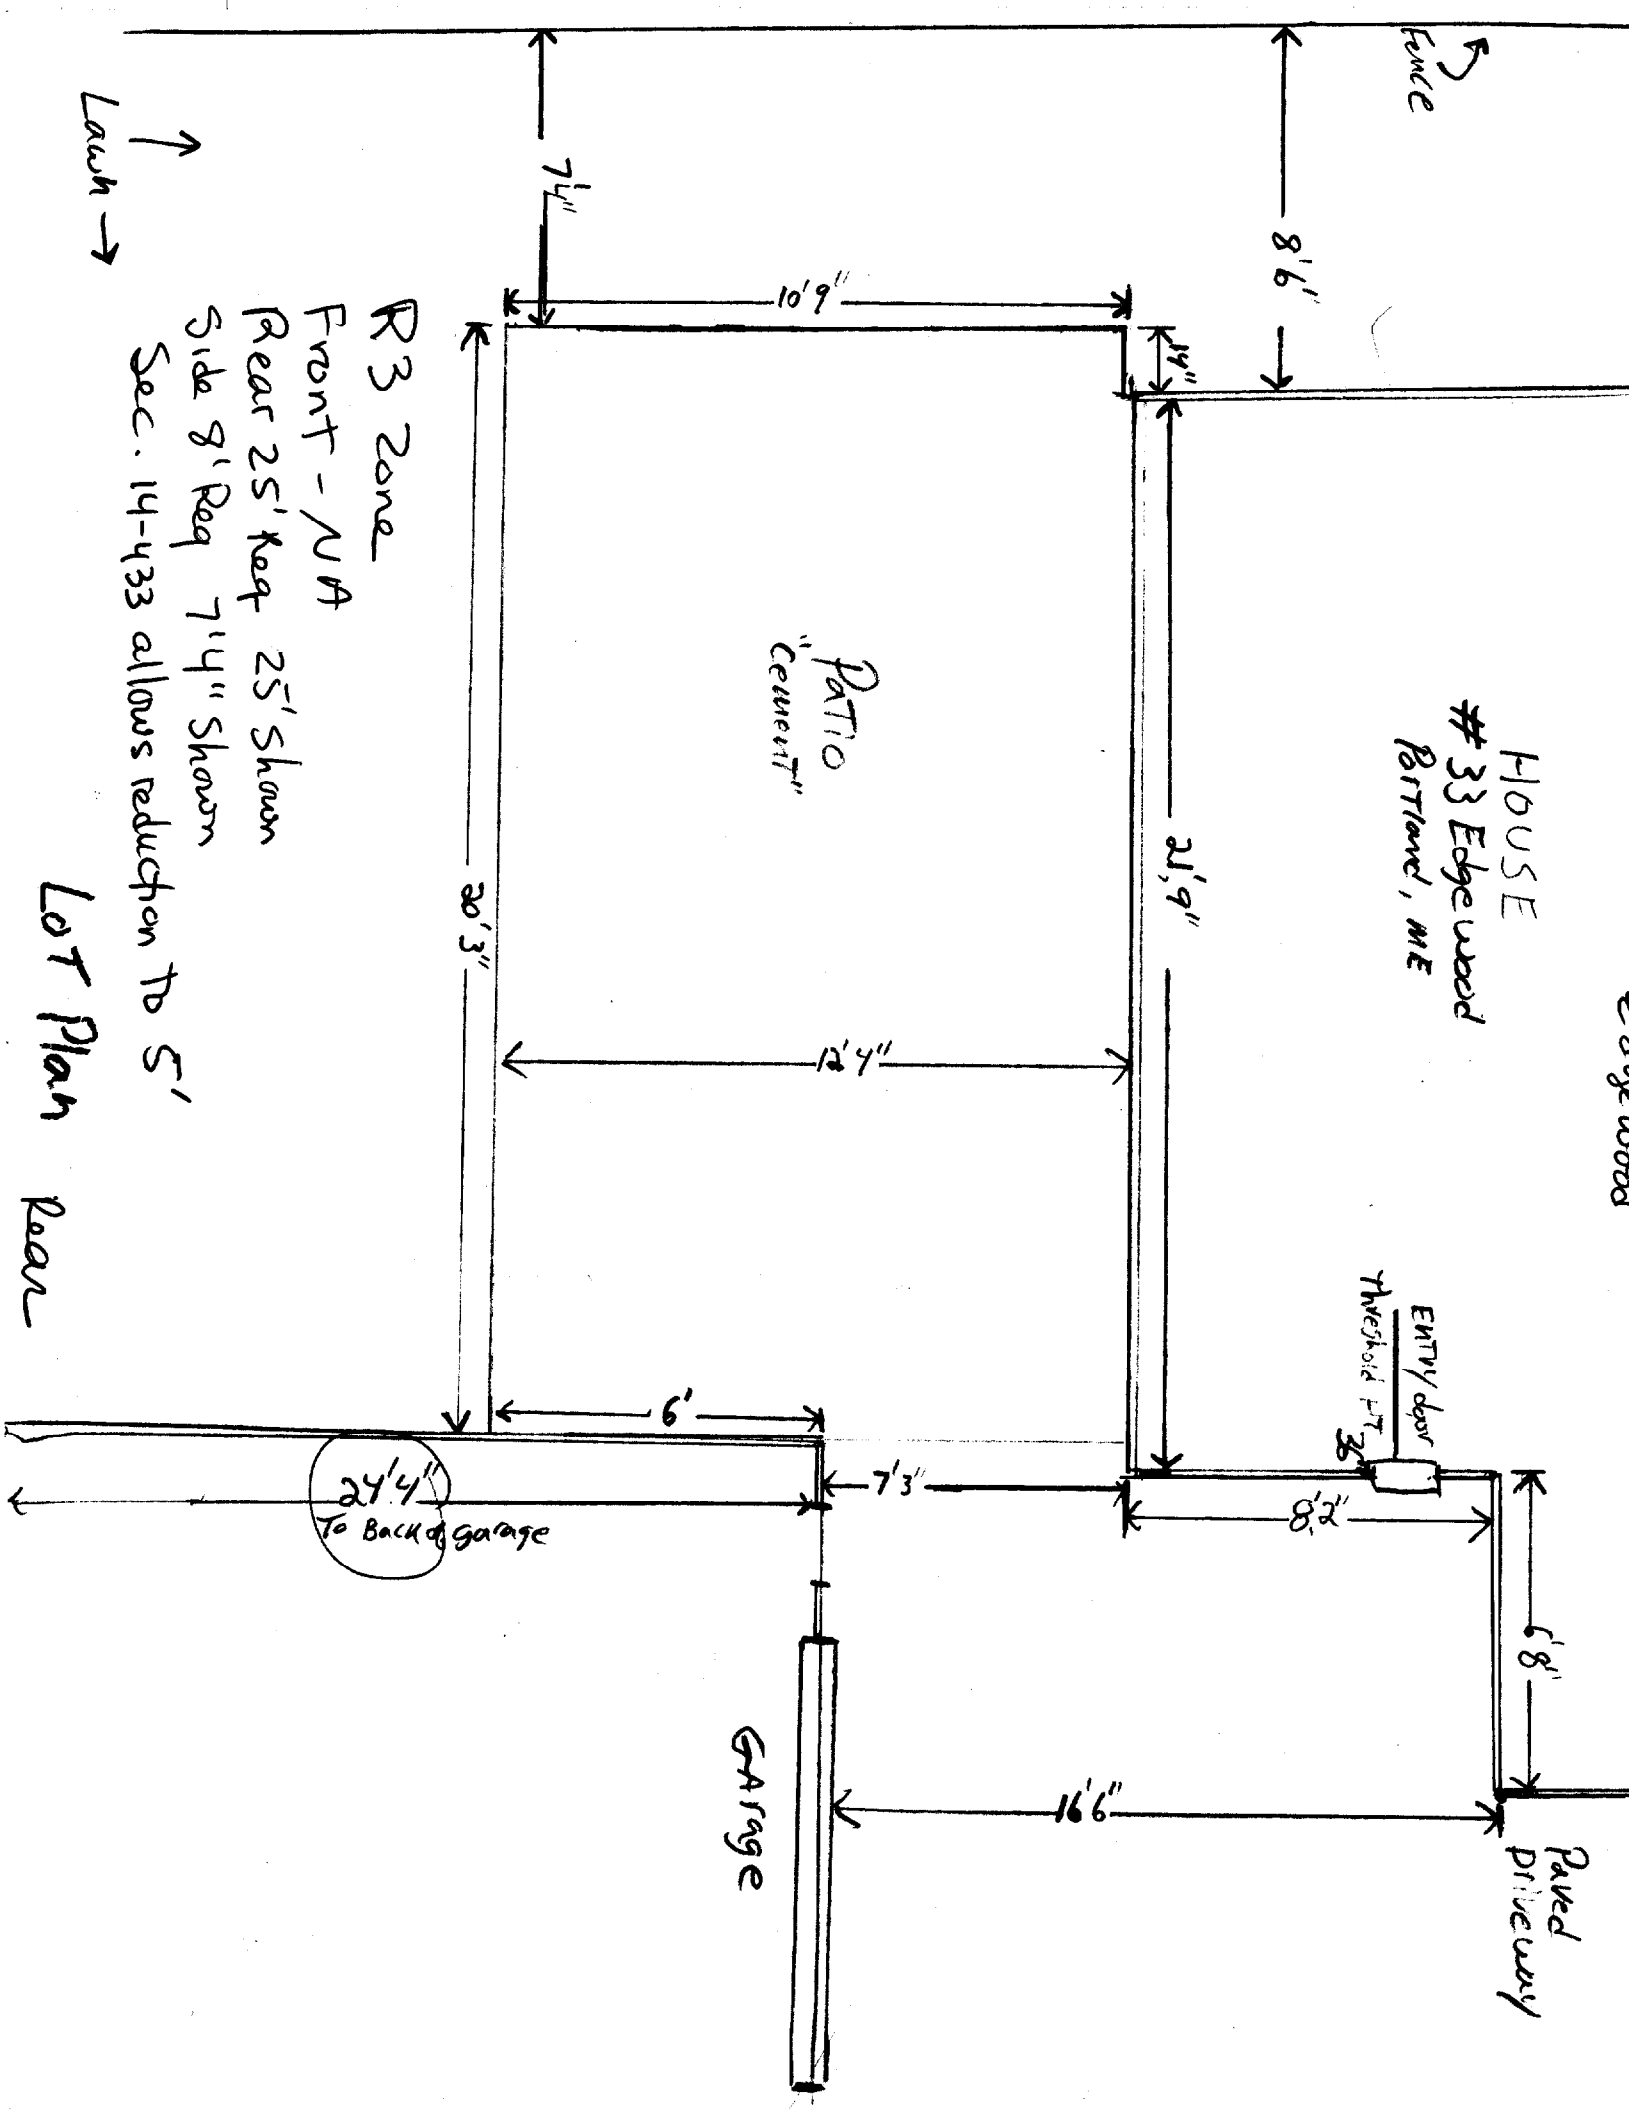 Fence
8'6"
7'4"
Lawn
10'9"
14"
HOUSE
# 33 Edgewood
Portland, ME
21'9"
Patio
"Cement"
20'3"
12'4"
R3 Zone
Front - NA
Rear 25' Req 25' Shown
Side 8' Req 7'4" Shown
Sec. 14-433 allows reduction to 5'
Lot Plan Rear
Entry door
Threshold HT
36"
6'
7'3"
8'2"
6'8"
24'4"
To Back of garage
16'6"
Garage
Paved
Driveway
Edgewood